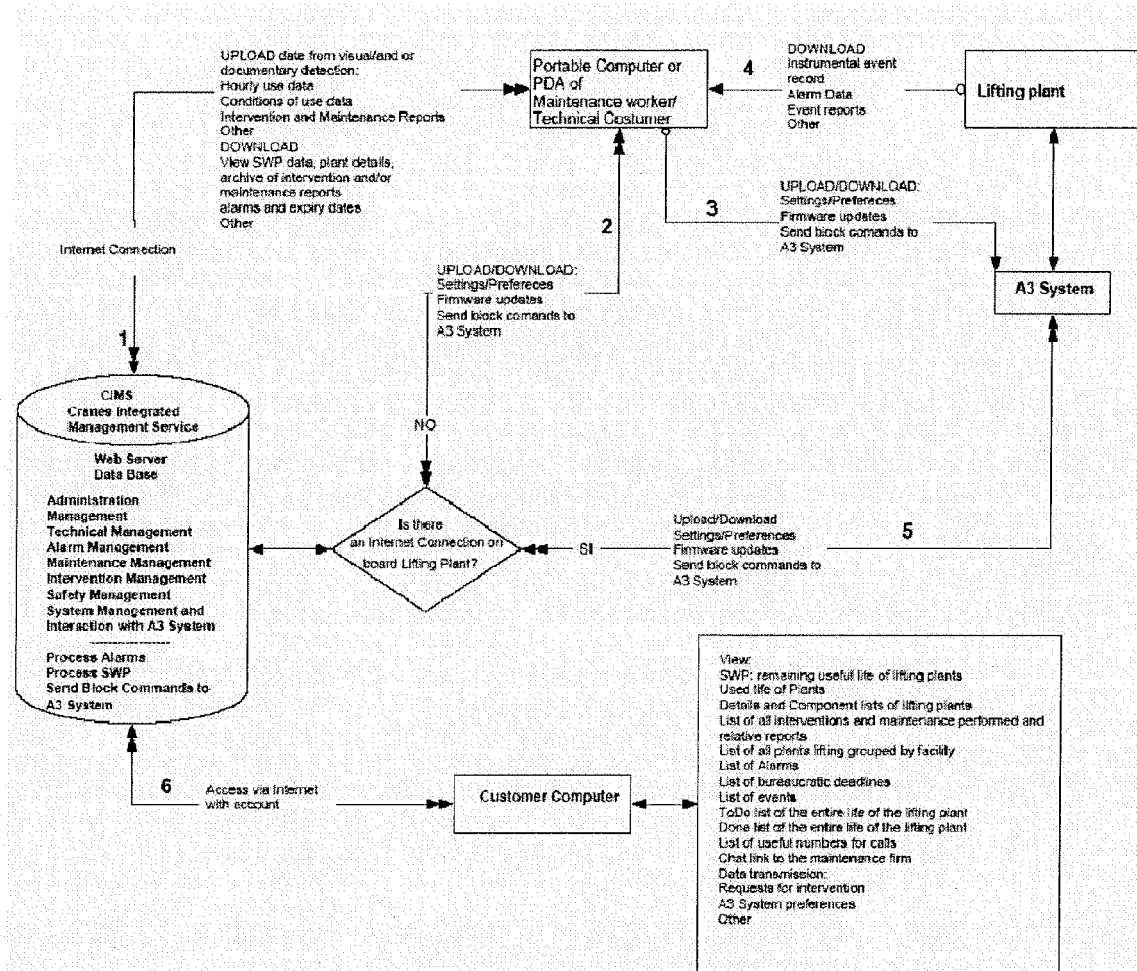 UPLOAD data from visual/and or
documentary detection:
Hourly use data
Conditions of use data
Intervention and Maintenance Reports
Other
DOWNLOAD
View SWP data, plant details,
archive of intervention and/or
maintenance reports
alarms and expiry dates
Other
Portable Computer or
PDA of
Maintenance worker/
Technical Costumer
4
DOWNLOAD
Instrumental event
record
Alarm Data
Event reports
Other
Lifting plant
Internet Connection
2
3
UPLOAD/DOWNLOAD:
Settings/Prefereces
Firmware updates
Send block comands to
A3 System
UPLOAD/DOWNLOAD:
Settings/Prefereces
Firmware updates
Send block comands to
A3 System
A3 System
1
CIMS
Cranes Integrated
Management Service
Web Server
Data Base
Administration
Management
Technical Management
Alarm Management
Maintenance Management
Intervention Management
Safety Management
System Management and
Interaction with A3 System
Process Alarms
Process SWP
Send Block Commands to
A3 System
NO
Is there
an Internet Connection on
board Lifting Plant?
SI
Upload/Download
Settings/Preferences
Firmware updates
Send block commands to
A3 System
5
6
Access via Internet
with account
Customer Computer
View:
SWP: remaining useful life of lifting plants
Used life of Plants
Details and Component lists of lifting plants
List of all interventions and maintenance performed and
relative reports
List of all plants lifting grouped by facility
List of Alarms
List of bureaucratic deadlines
List of events
ToDo list of the entire life of the lifting plant
Done list of the entire life of the lifting plant
List of useful numbers for calls
Chat link to the maintenance firm
Data transmission:
Requests for intervention
A3 System preferences
Other